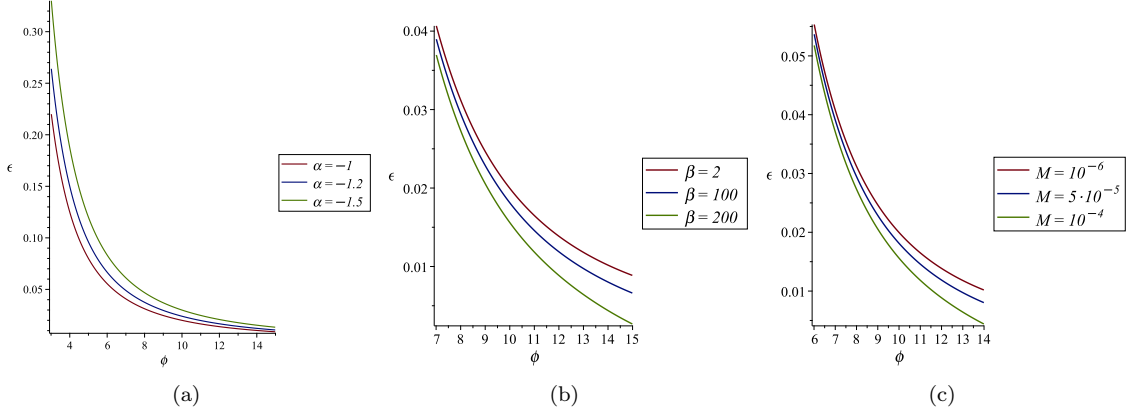 0.30
0.25
0.20
0.15
0.10
0.05
ϵ
4 6 8 10 12 14
ϕ
α = −1
α = −1.2
α = −1.5
(a)
0.04
0.03
0.02
0.01
ϵ
7 8 9 10 11 12 13 14 15
ϕ
β = 2
β = 100
β = 200
(b)
0.05
0.04
0.03
0.02
0.01
ϵ
6 7 8 9 10 11 12 13 14
ϕ
M = 10⁻⁶
M = 5·10⁻⁵
M = 10⁻⁴
(c)